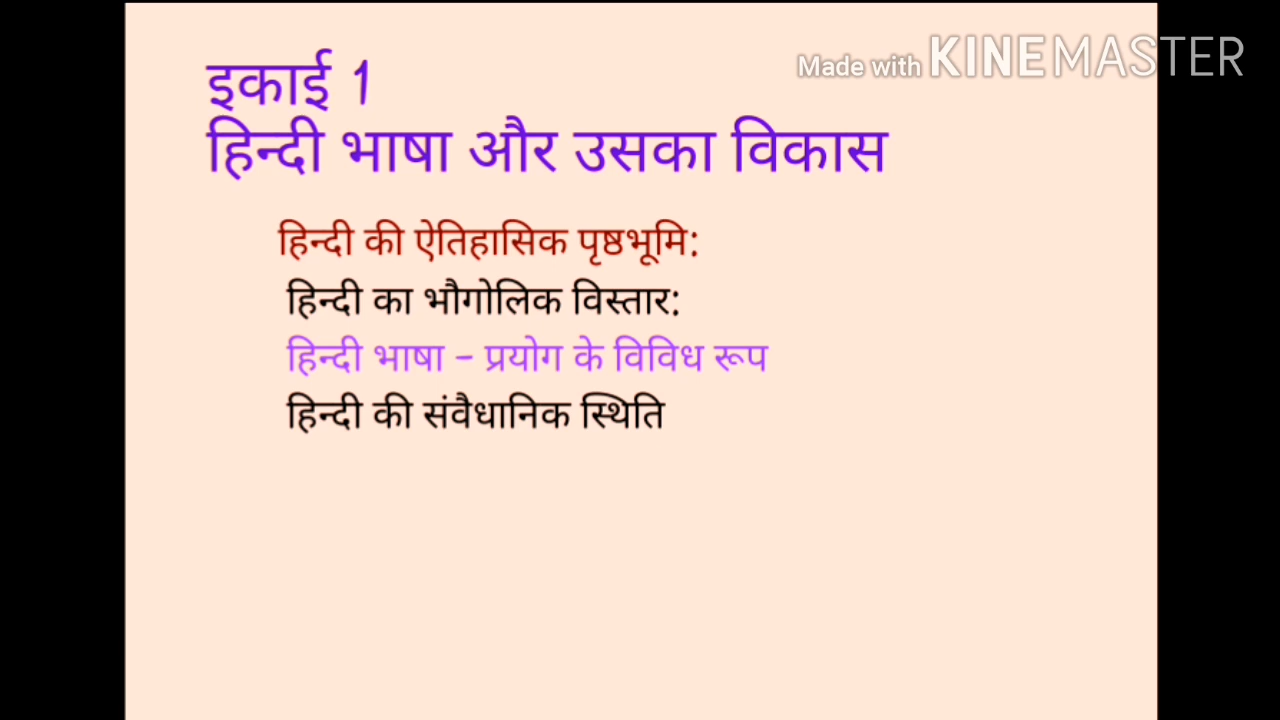 Made with KINEMASTER
इकाई 1
हिन्दी भाषा और उसका विकास
हिन्दी की ऐतिहासिक पृष्ठभूमि:
हिन्दी का भौगोलिक विस्तार:
हिन्दी भाषा - प्रयोग के विविध रूप
हिन्दी की संवैधानिक स्थिति